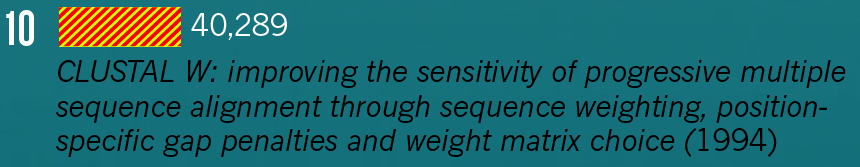 10 40,289
CLUSTAL W: improving the sensitivity of progressive multiple
sequence alignment through sequence weighting, position-
specific gap penalties and weight matrix choice (1994)